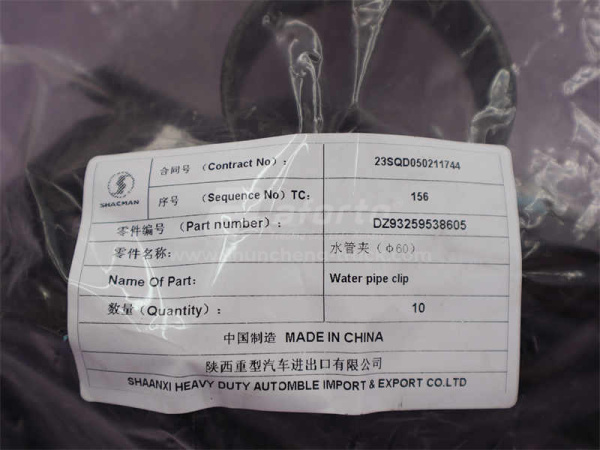 合同号 (Contract No): 23SQD050211744
SHACMAN
序号 (Sequence No) TC: 156
零件编号 (Part number): DZ93259538605
零件名称: 水管夹 (Φ60)
Name Of Part: Water pipe clip
数量 (Quantity): 10
中国制造 MADE IN CHINA
陕西重型汽车进出口有限公司
SHAANXI HEAVY DUTY AUTOMBLE IMPORT & EXPORT CO.LTD